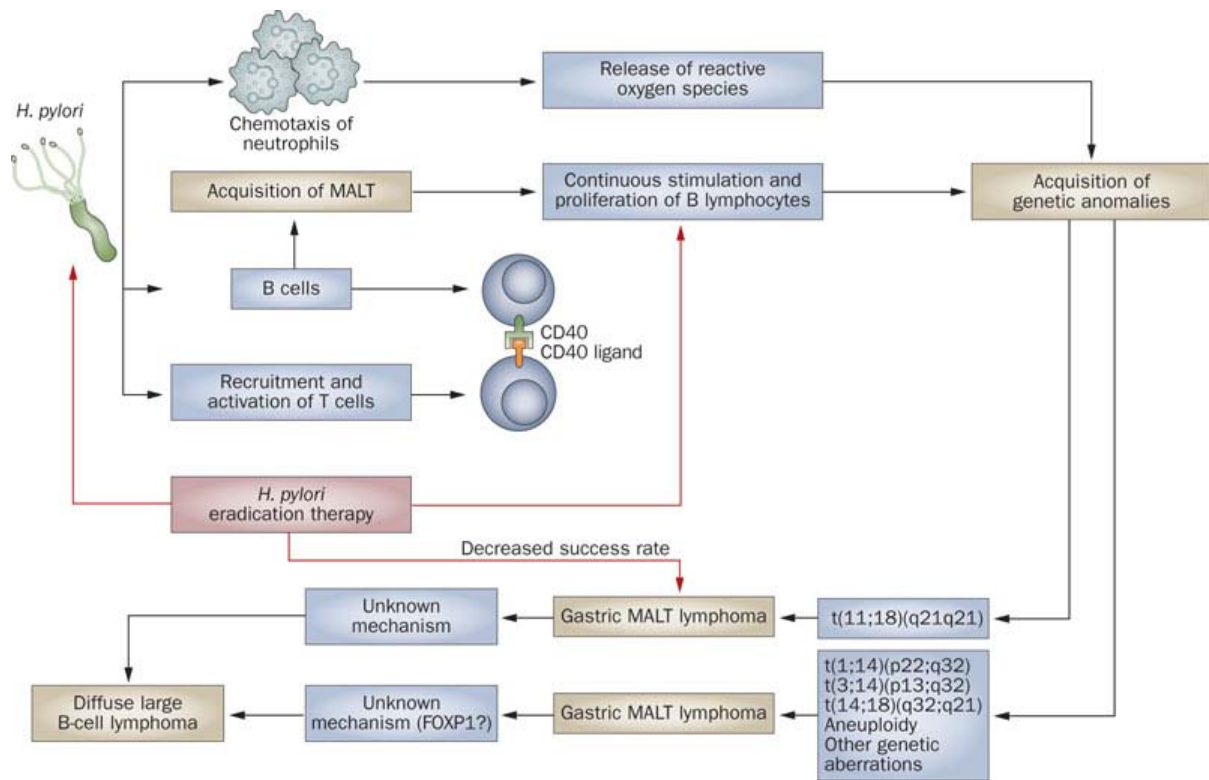 H. pylori
Chemotaxis of
neutrophils
Release of reactive
oxygen species
Acquisition of MALT
Continuous stimulation and
proliferation of B lymphocytes
Acquisition of
genetic anomalies
B cells
CD40
CD40 ligand
Recruitment and
activation of T cells
H. pylori
eradication therapy
Decreased success rate
Unknown
mechanism
Gastric MALT lymphoma
t(11;18)(q21q21)
Diffuse large
B-cell lymphoma
Unknown
mechanism (FOXP1?)
Gastric MALT lymphoma
t(1;14)(p22;q32)
t(3;14)(p13;q32)
t(14;18)(q32;q21)
Aneuploidy
Other genetic
aberrations